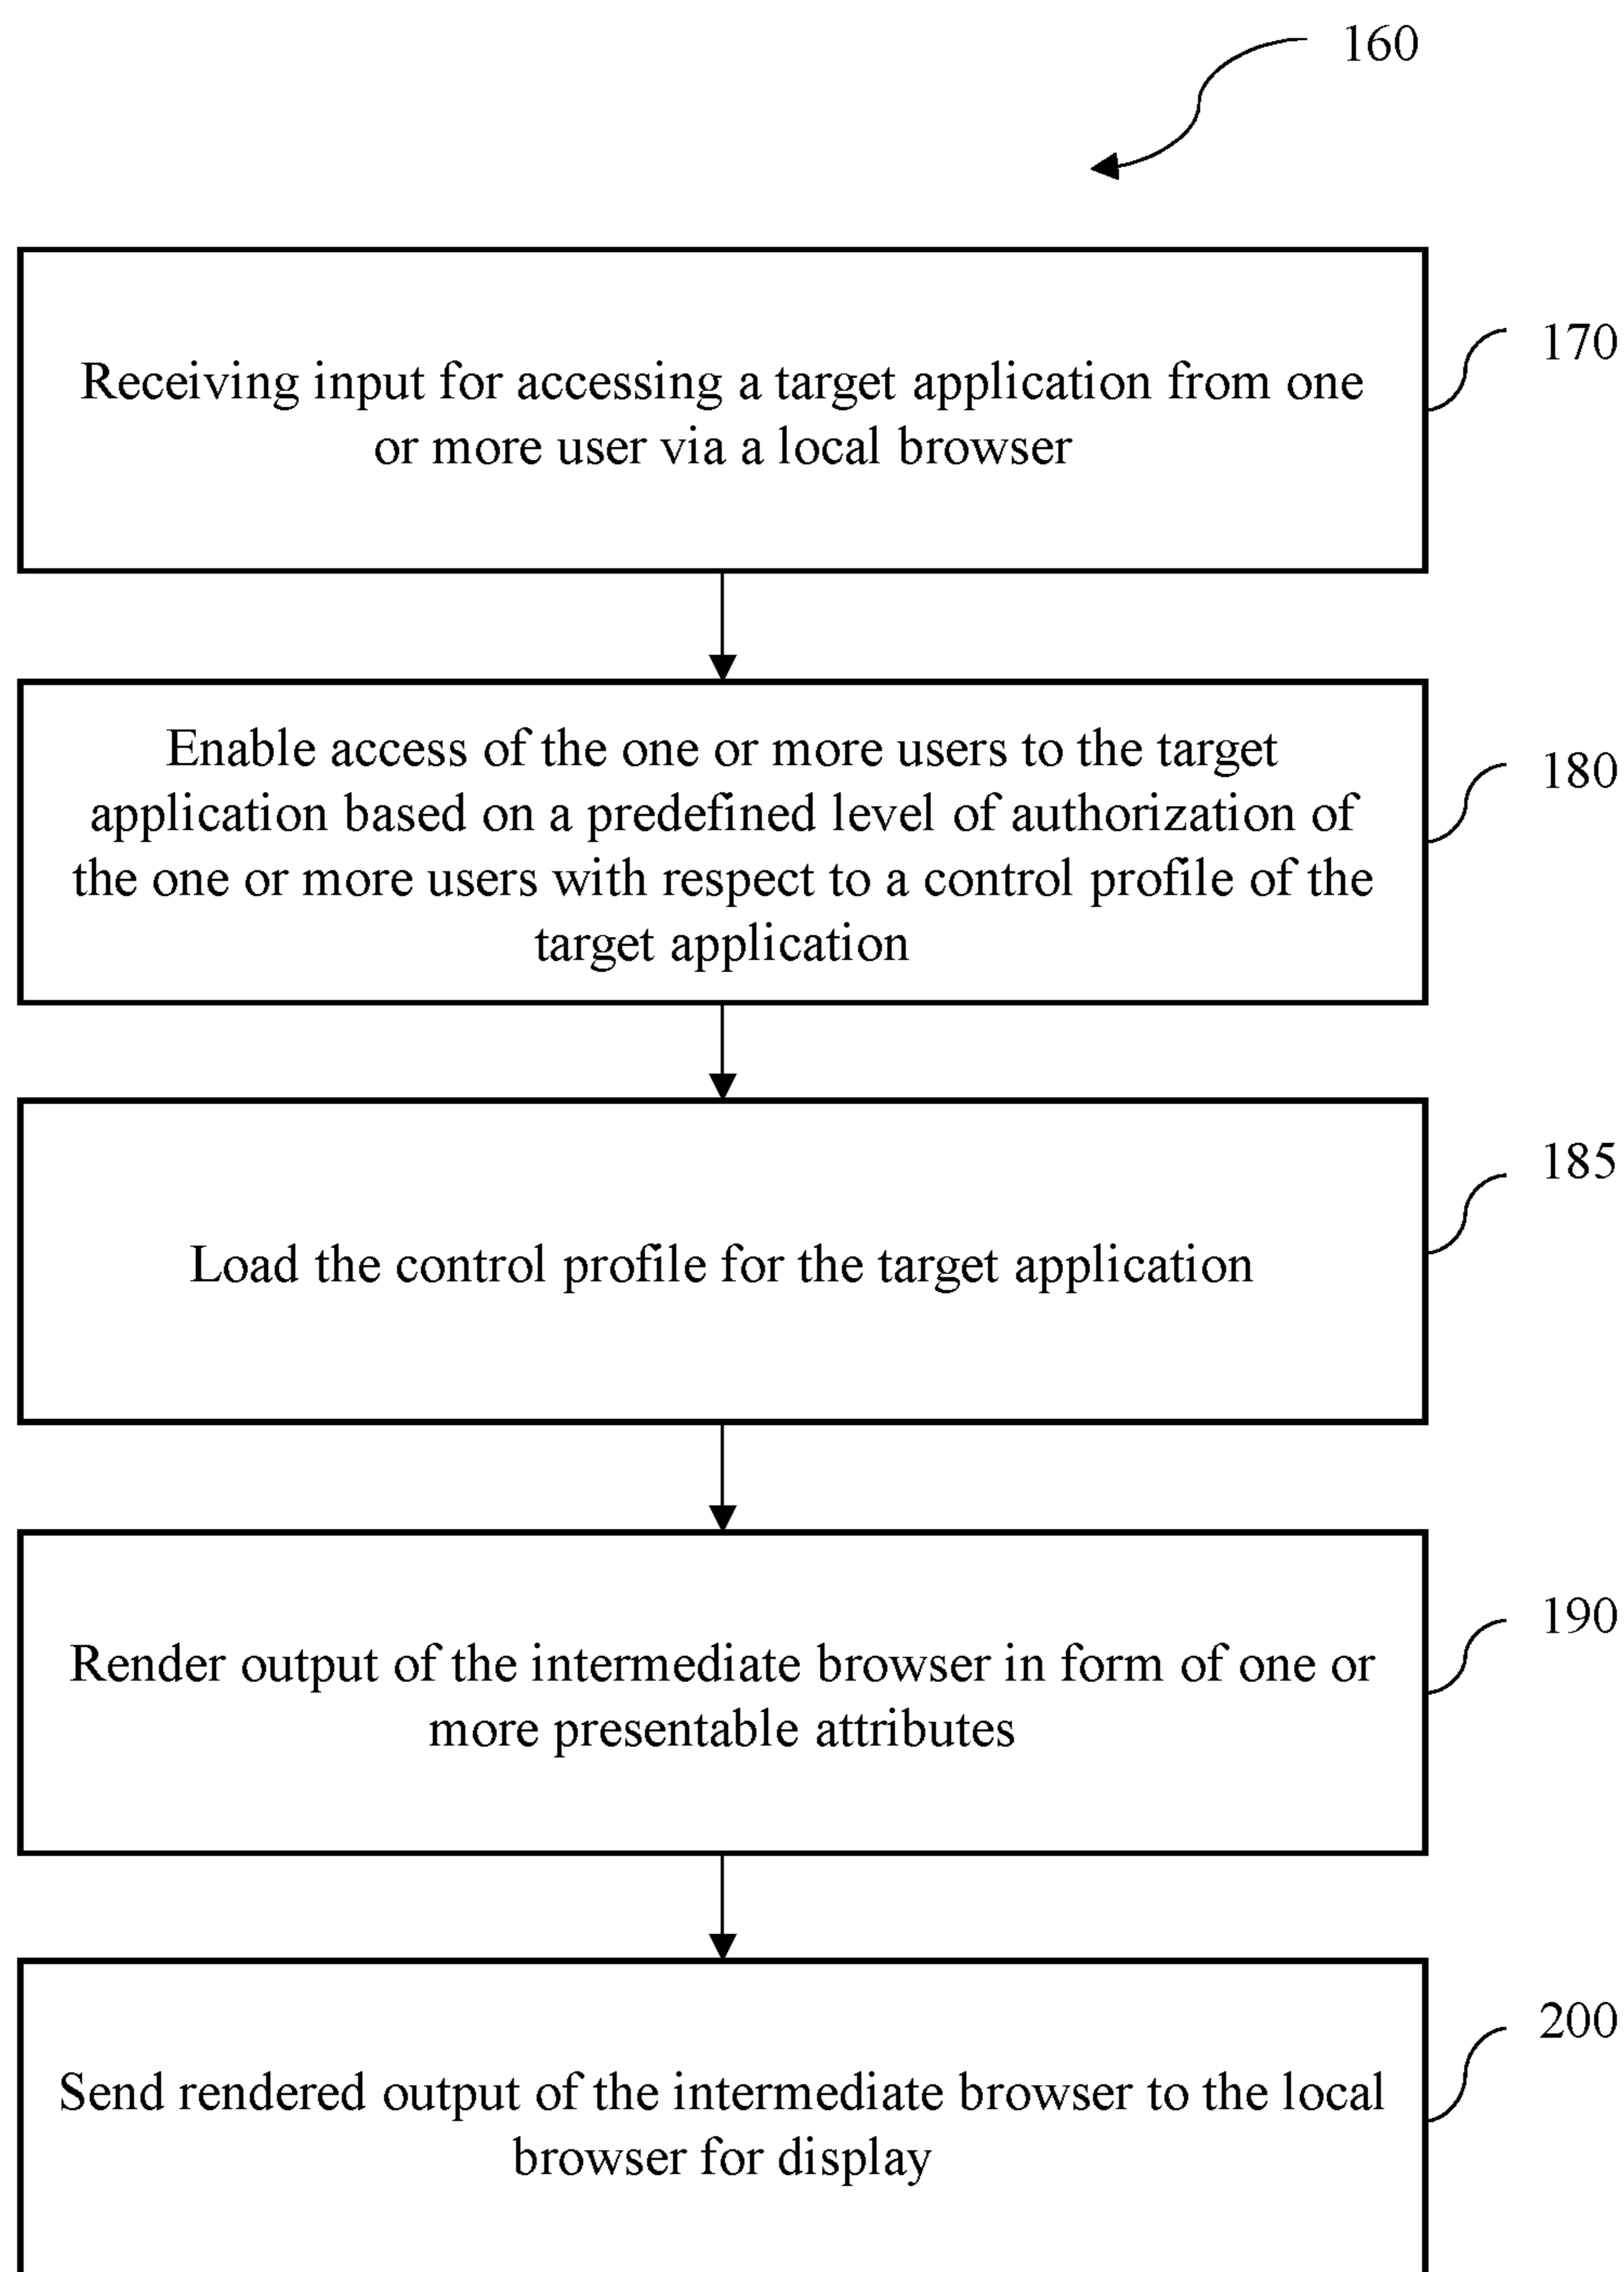 160
Receiving input for accessing a target application from one
or more user via a local browser
170
Enable access of the one or more users to the target
application based on a predefined level of authorization of
the one or more users with respect to a control profile of the
target application
180
Load the control profile for the target application
185
Render output of the intermediate browser in form of one or
more presentable attributes
190
Send rendered output of the intermediate browser to the local
browser for display
200